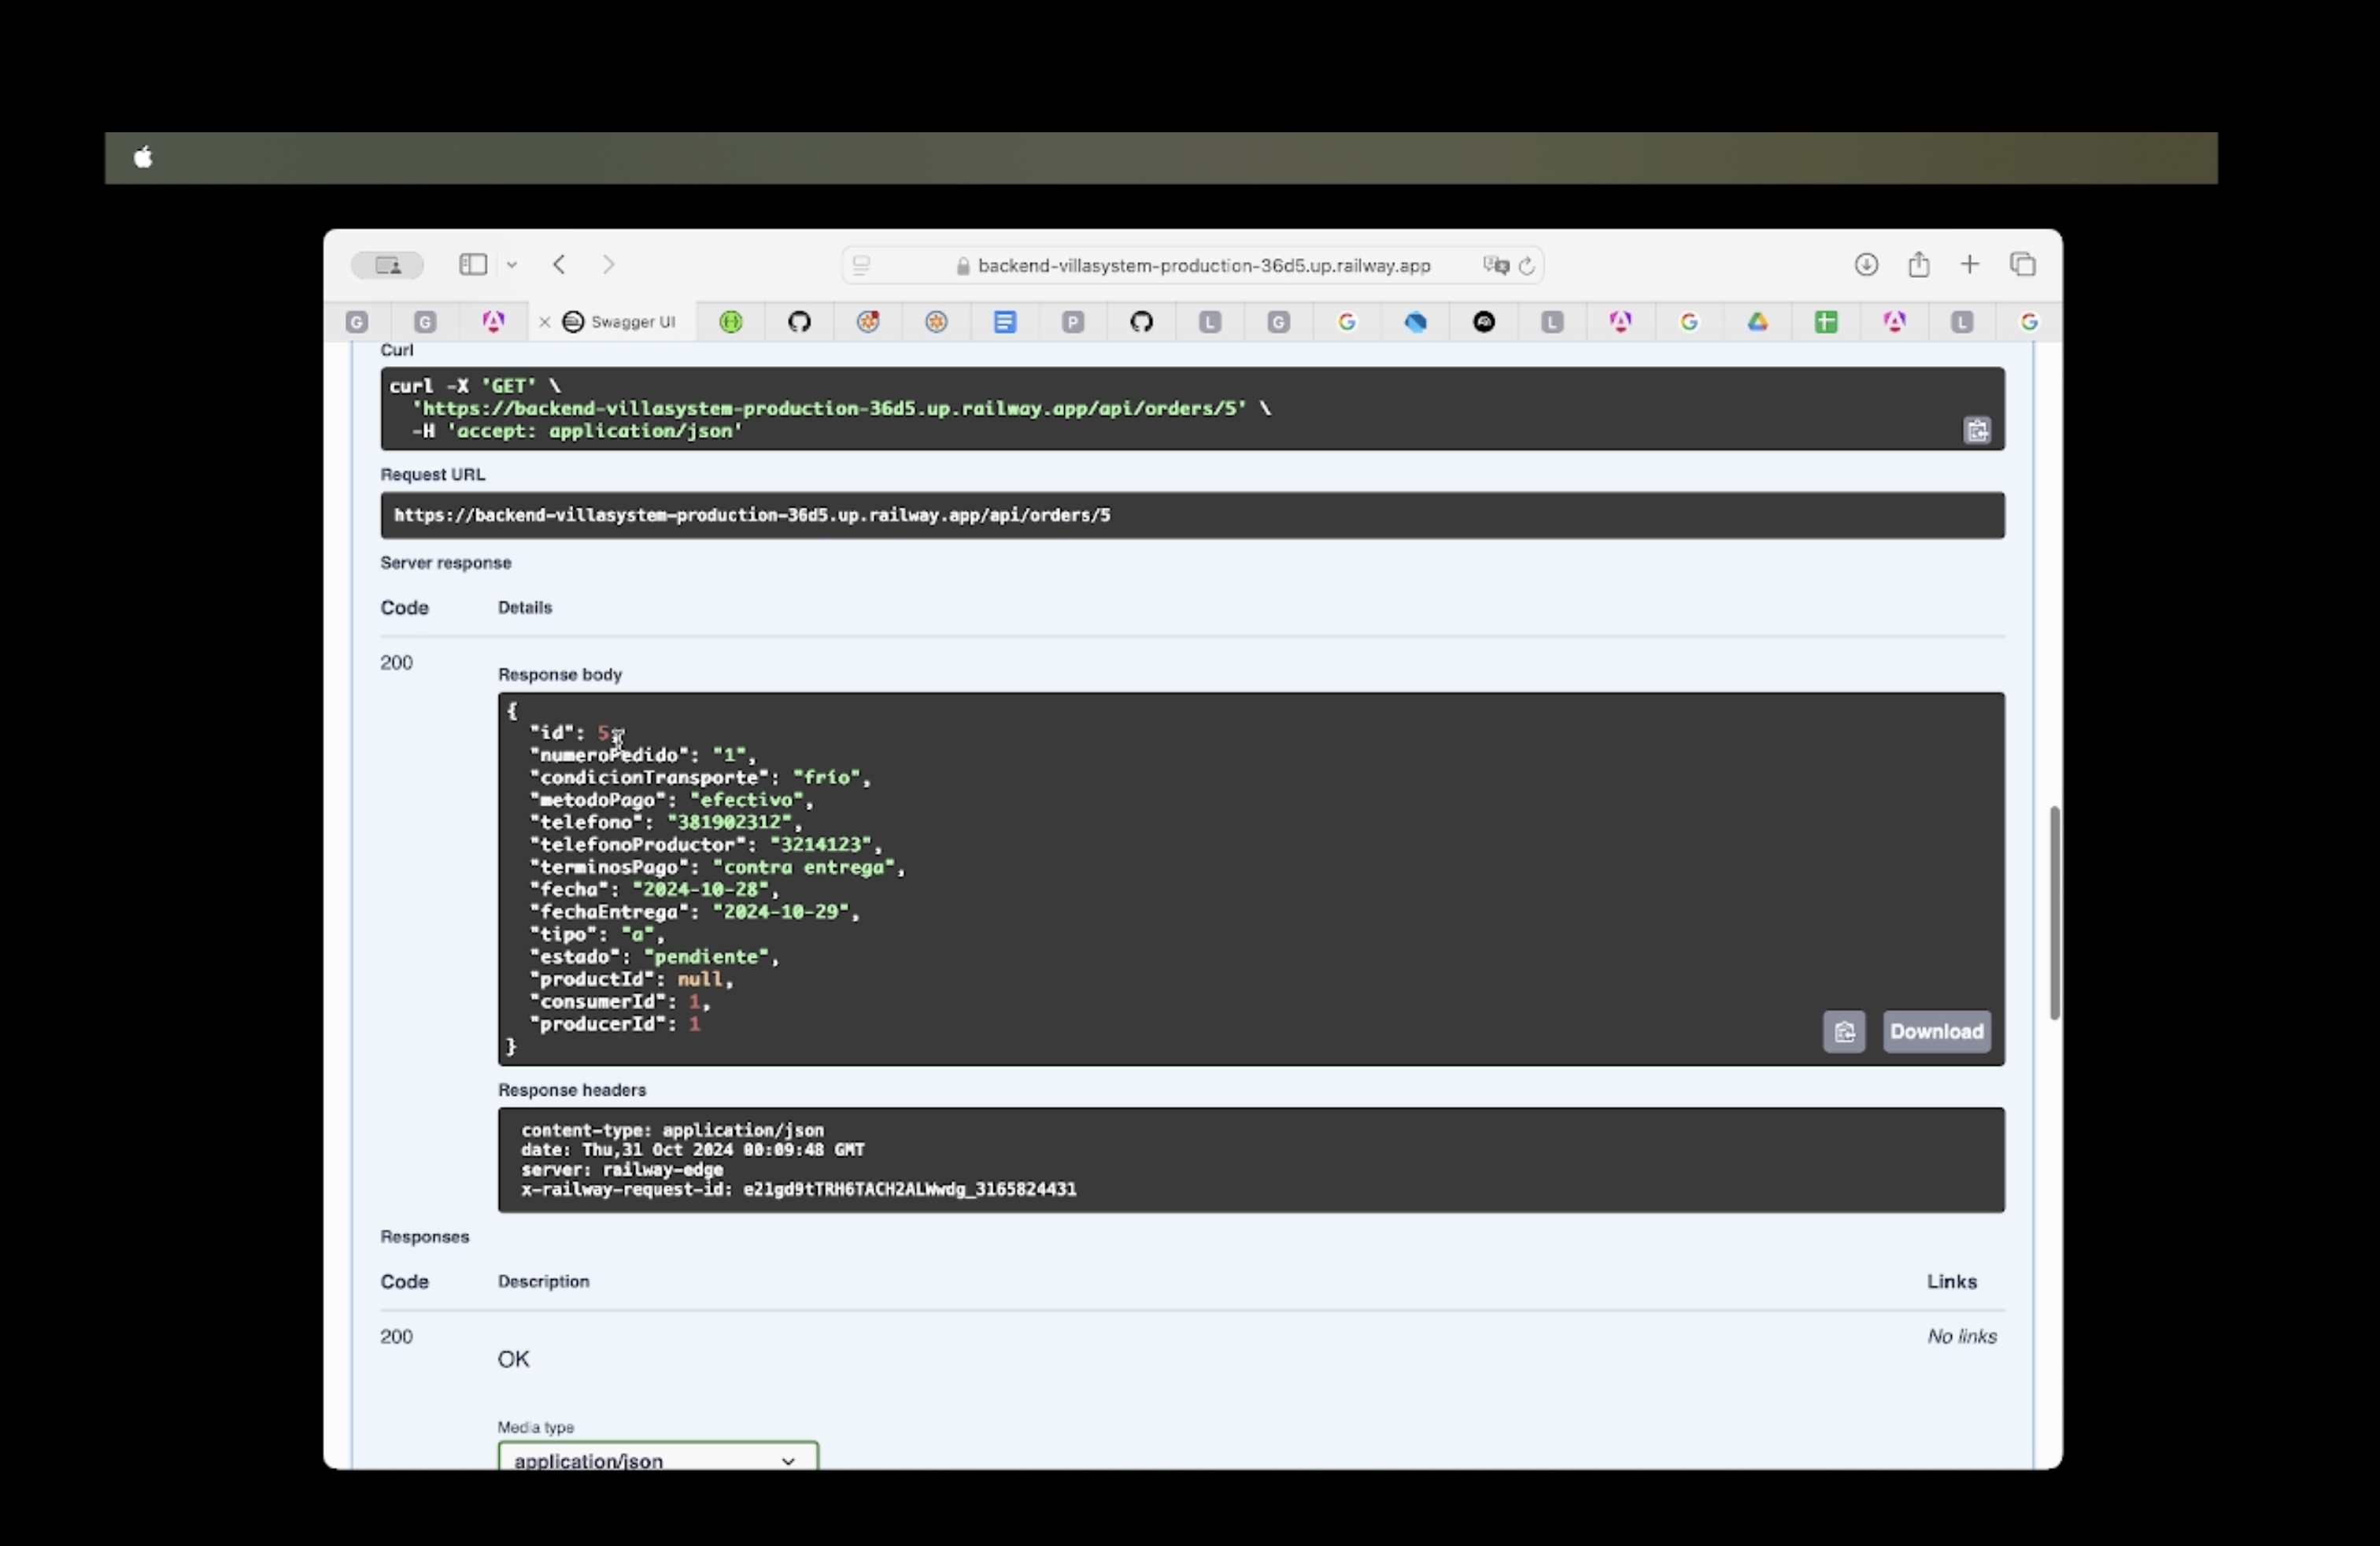 backend-villasystem-production-36d5.up.railway.app
G G Swagger UI P L G G L G L G
Curl
curl -X 'GET' \
'https://backend-villasystem-production-36d5.up.railway.app/api/orders/5' \
-H 'accept: application/json'
Request URL
https://backend-villasystem-production-36d5.up.railway.app/api/orders/5
Server response
Code Details
200
Response body
{
"id": 5,
"numeroPedido": "1",
"condicionTransporte": "frío",
"metodoPago": "efectivo",
"telefono": "381902312",
"telefonoProductor": "3214123",
"terminosPago": "contra entrega",
"fecha": "2024-10-28",
"fechaEntrega": "2024-10-29",
"tipo": "a",
"estado": "pendiente",
"productId": null,
"consumerId": 1,
"producerId": 1
}
Download
Response headers
content-type: application/json
date: Thu,31 Oct 2024 00:09:48 GMT
server: railway-edge
x-railway-request-id: e21gd9tTRH6TACH2ALWwdg_3165824431
Responses
Code Description Links
200 No links
OK
Media type
application/json